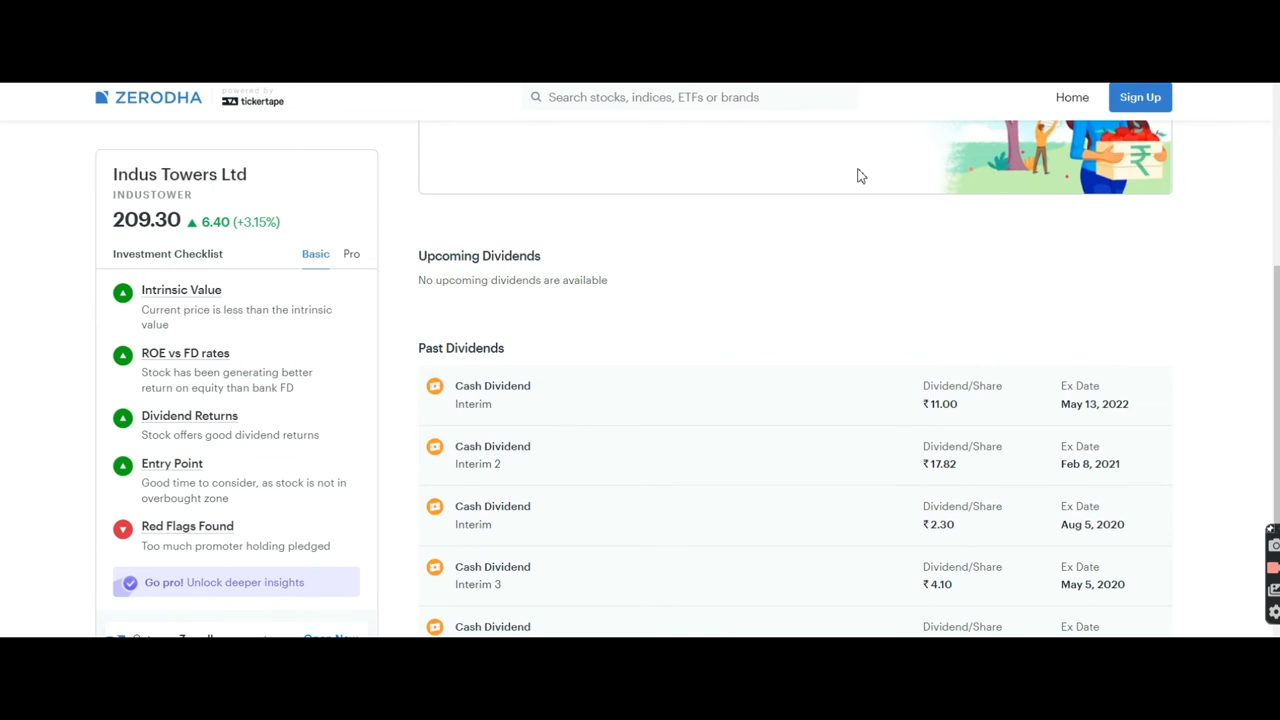 ZERODHA
powered by
tickertape
Search stocks, indices, ETFs or brands
Home
Sign Up
Indus Towers Ltd
INDUSTOWER
209.30 ▲ 6.40 (+3.15%)
Investment Checklist
Basic
Pro
Intrinsic Value
Current price is less than the intrinsic
value
ROE vs FD rates
Stock has been generating better
return on equity than bank FD
Dividend Returns
Stock offers good dividend returns
Entry Point
Good time to consider, as stock is not in
overbought zone
Red Flags Found
Too much promoter holding pledged
Go pro! Unlock deeper insights
₹
Upcoming Dividends
No upcoming dividends are available
Past Dividends
Cash Dividend Dividend/Share Ex Date
Interim ₹ 11.00 May 13, 2022
Cash Dividend Dividend/Share Ex Date
Interim 2 ₹ 17.82 Feb 8, 2021
Cash Dividend Dividend/Share Ex Date
Interim ₹ 2.30 Aug 5, 2020
Cash Dividend Dividend/Share Ex Date
Interim 3 ₹ 4.10 May 5, 2020
Cash Dividend Dividend/Share Ex Date